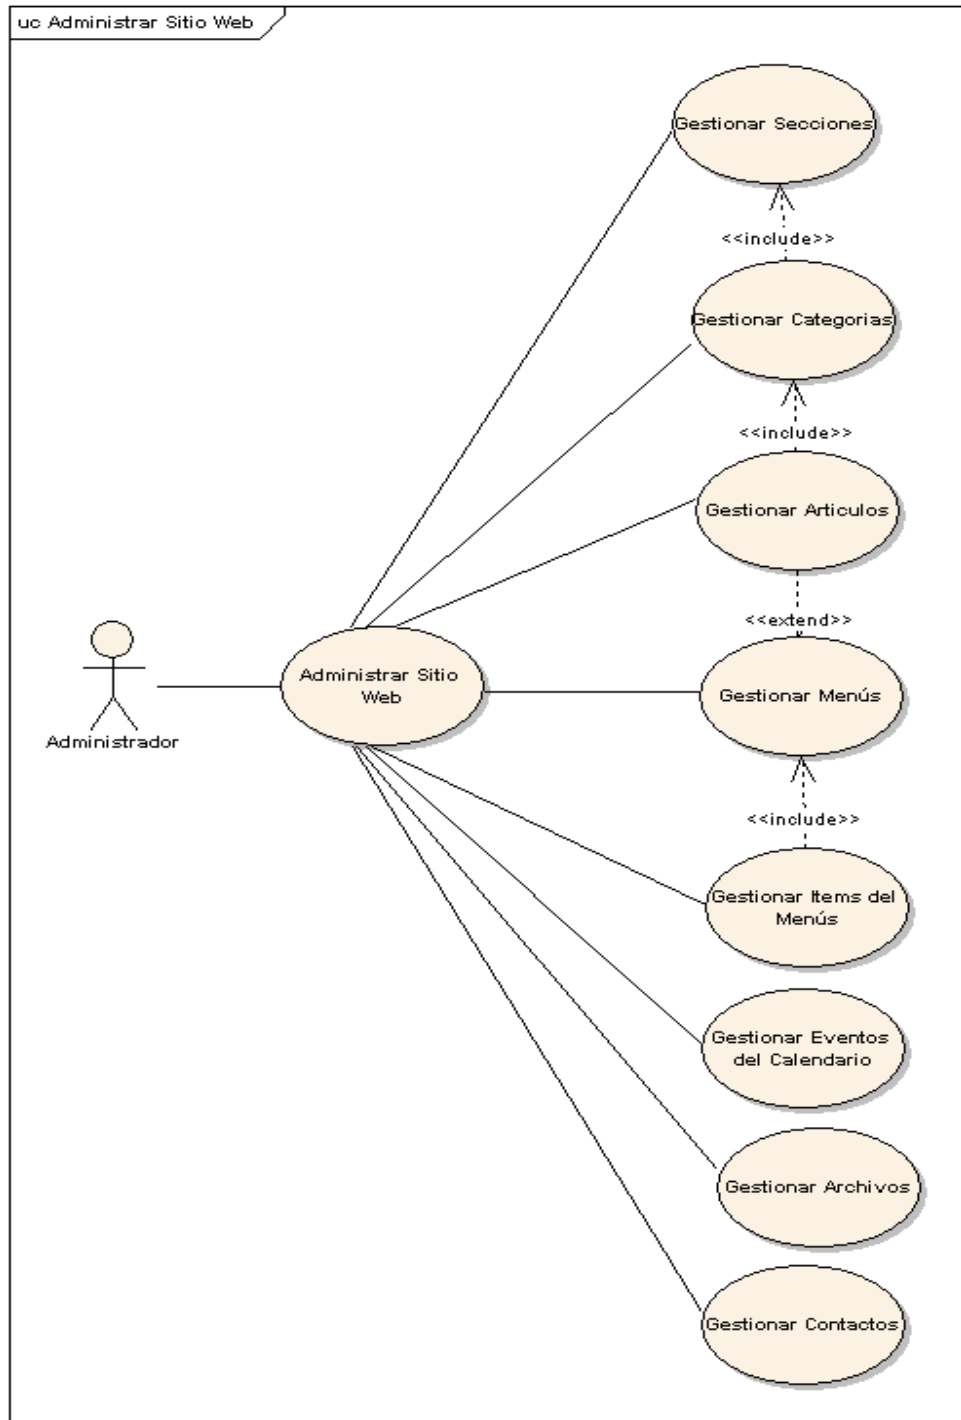 uc Administrar Sitio Web
Gestionar Secciones
<<include>>
Gestionar Categorias
<<include>>
Gestionar Articulos
<<extend>>
Administrar Sitio
Web
Gestionar Menús
Administrador
<<include>>
Gestionar Items del
Menús
Gestionar Eventos
del Calendario
Gestionar Archivos
Gestionar Contactos